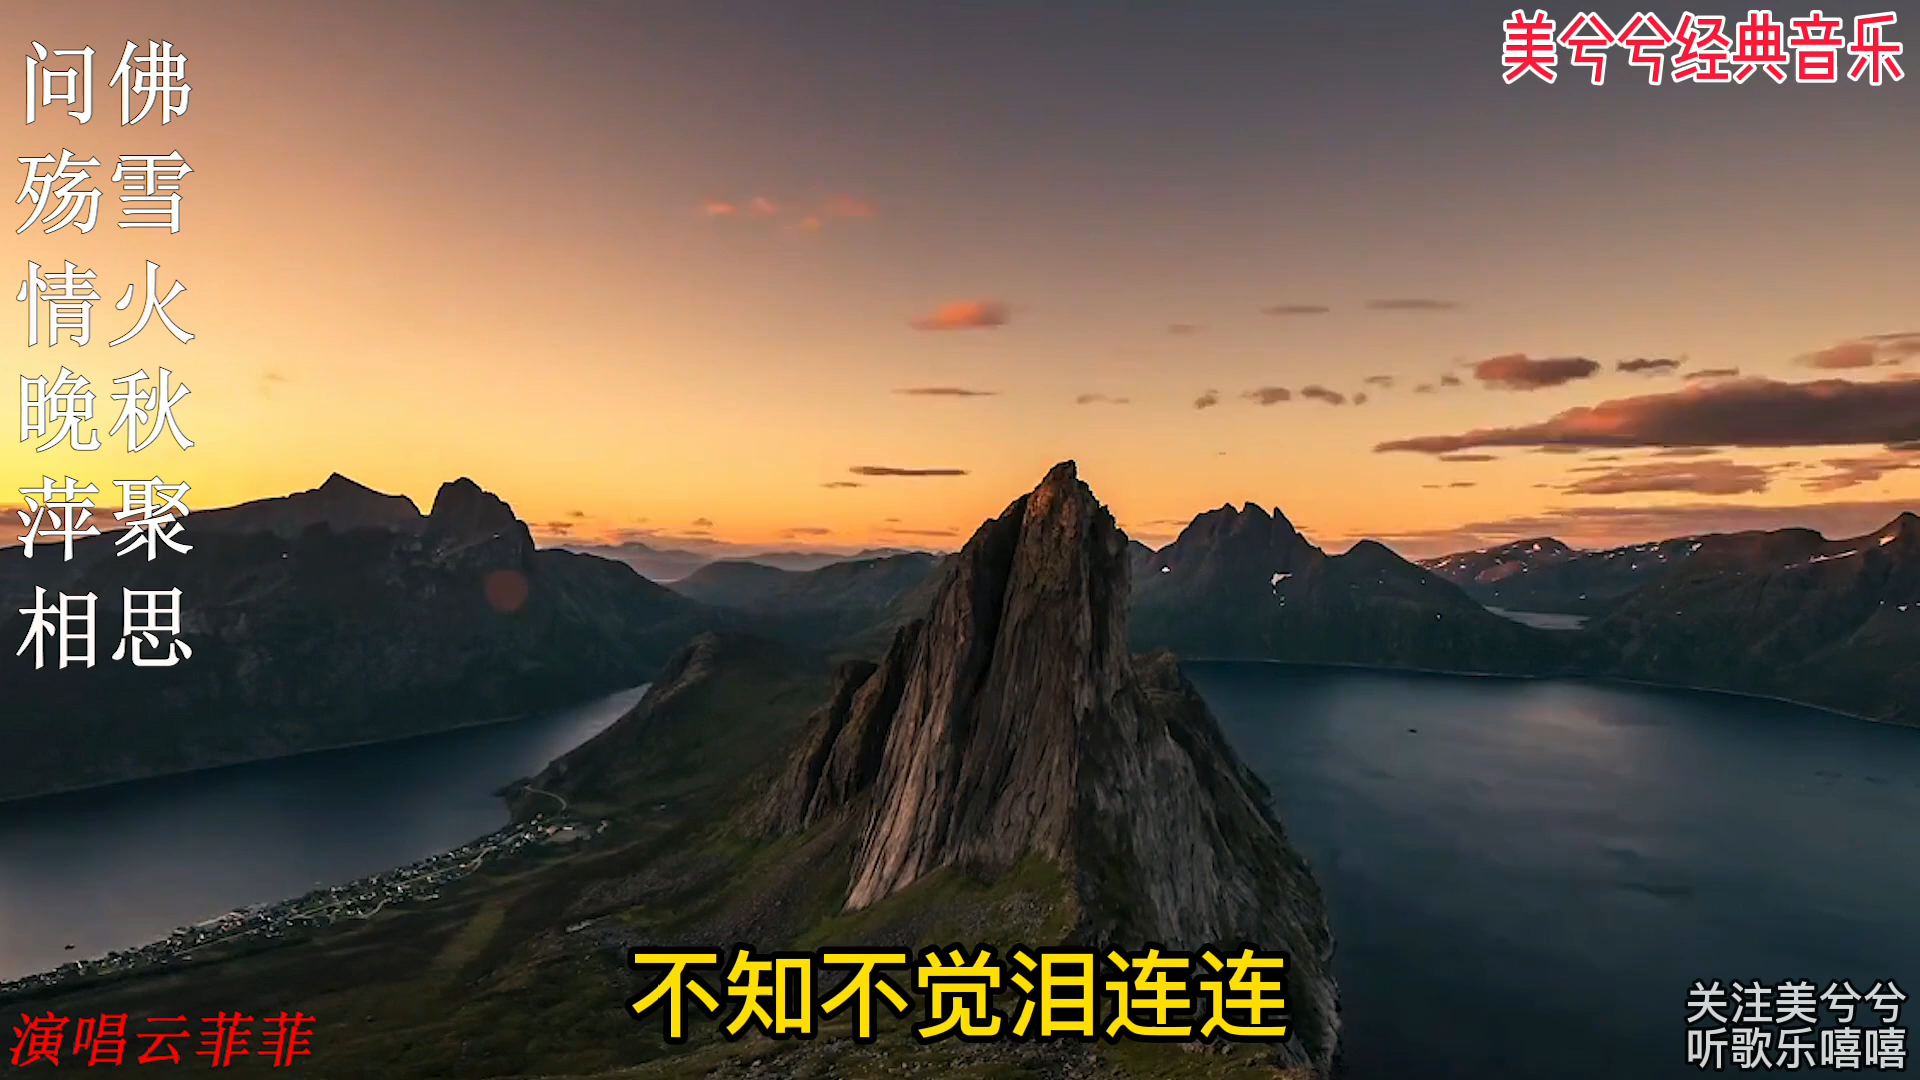 问佛
殇雪
情火
晚秋
萍聚
相思
美兮兮经典音乐
不知不觉泪连连
演唱云菲菲
关注美兮兮
听歌乐嘻嘻